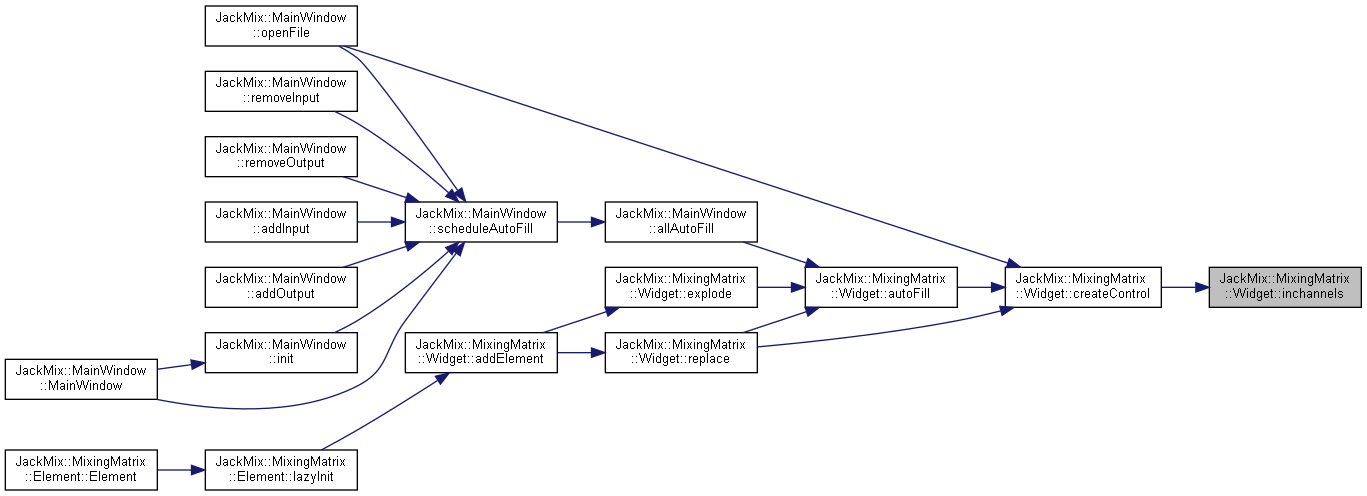 JackMix::MainWindow
::openFile
JackMix::MainWindow
::removeInput
JackMix::MainWindow
::removeOutput
JackMix::MainWindow
::addInput
JackMix::MainWindow
::scheduleAutoFill
JackMix::MainWindow
::allAutoFill
JackMix::MainWindow
::addOutput
JackMix::MixingMatrix
::Widget::explode
JackMix::MixingMatrix
::Widget::autoFill
JackMix::MixingMatrix
::Widget::createControl
JackMix::MixingMatrix
::Widget::inchannels
JackMix::MainWindow
::init
JackMix::MixingMatrix
::Widget::addElement
JackMix::MixingMatrix
::Widget::replace
JackMix::MainWindow
::MainWindow
JackMix::MixingMatrix
::Element::Element
JackMix::MixingMatrix
::Element::lazyInit